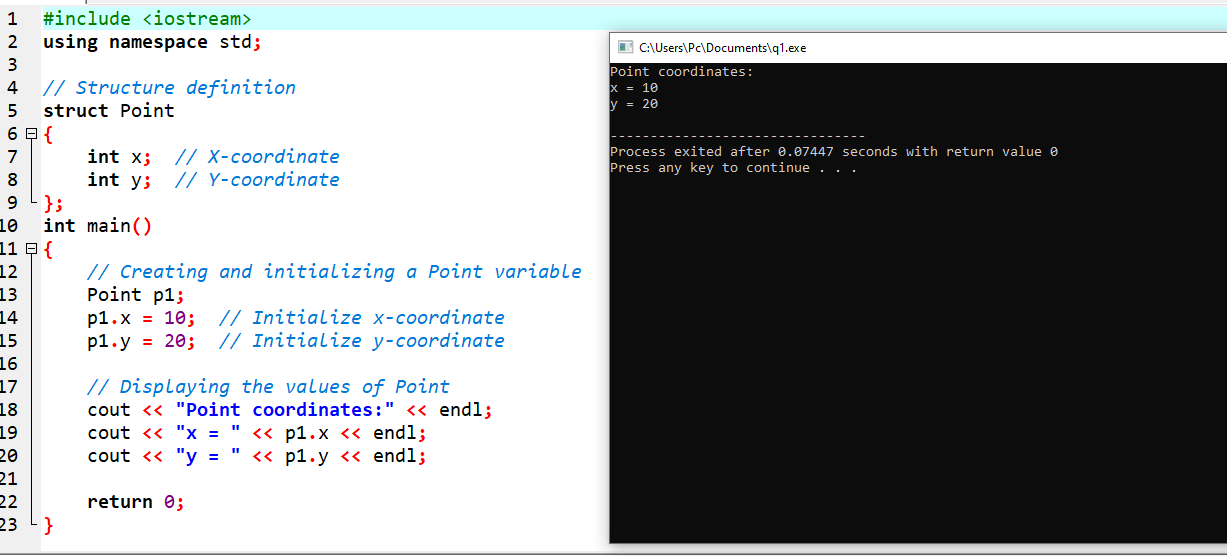 1 #include <iostream>
2 using namespace std;
3
4 // Structure definition
5 struct Point
6 {
7     int x;  // X-coordinate
8     int y;  // Y-coordinate
9 };
10 int main()
11 {
12     // Creating and initializing a Point variable
13     Point p1;
14     p1.x = 10;  // Initialize x-coordinate
15     p1.y = 20;  // Initialize y-coordinate
16
17     // Displaying the values of Point
18     cout << "Point coordinates:" << endl;
19     cout << "x = " << p1.x << endl;
20     cout << "y = " << p1.y << endl;
21
22     return 0;
23 }
C:\Users\Pc\Documents\q1.exe
Point coordinates:
x = 10
y = 20
--------------------------------
Process exited after 0.07447 seconds with return value 0
Press any key to continue . . .